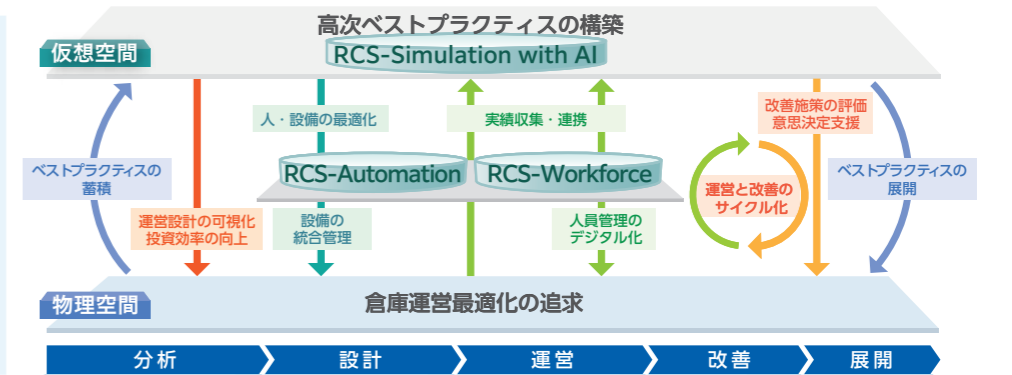 高次ベストプラクティスの構築
仮想空間
RCS-Simulation with AI
人・設備の最適化
実績収集・連携
改善施策の評価
意思決定支援
ベストプラクティスの
蓄積
RCS-Automation
RCS-Workforce
運営と改善の
サイクル化
ベストプラクティスの
展開
運営設計の可視化
投資効率の向上
設備の
統合管理
人員管理の
デジタル化
物理空間
倉庫運営最適化の追求
分析
設計
運営
改善
展開